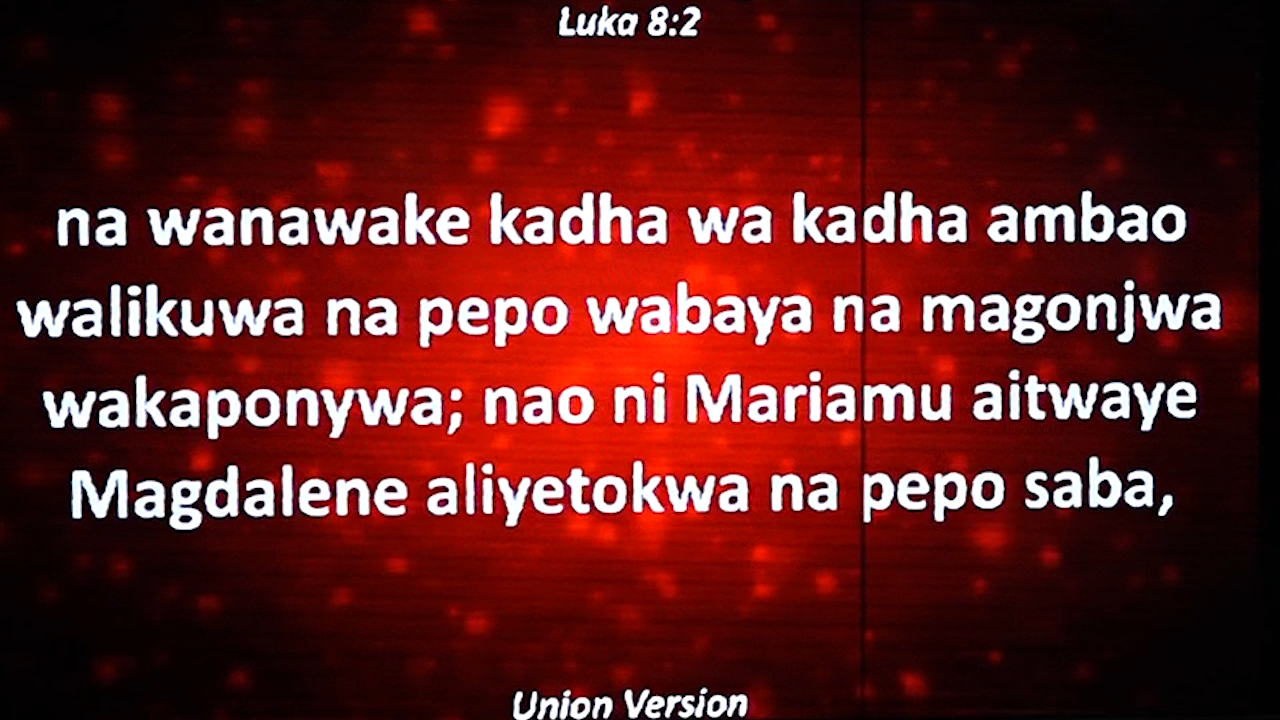 Luka 8:2
na wanawake kadha wa kadha ambao
walikuwa na pepo wabaya na magonjwa
wakaponywa; nao ni Mariamu aitwaye
Magdalene aliyetokwa na pepo saba,
Union Version